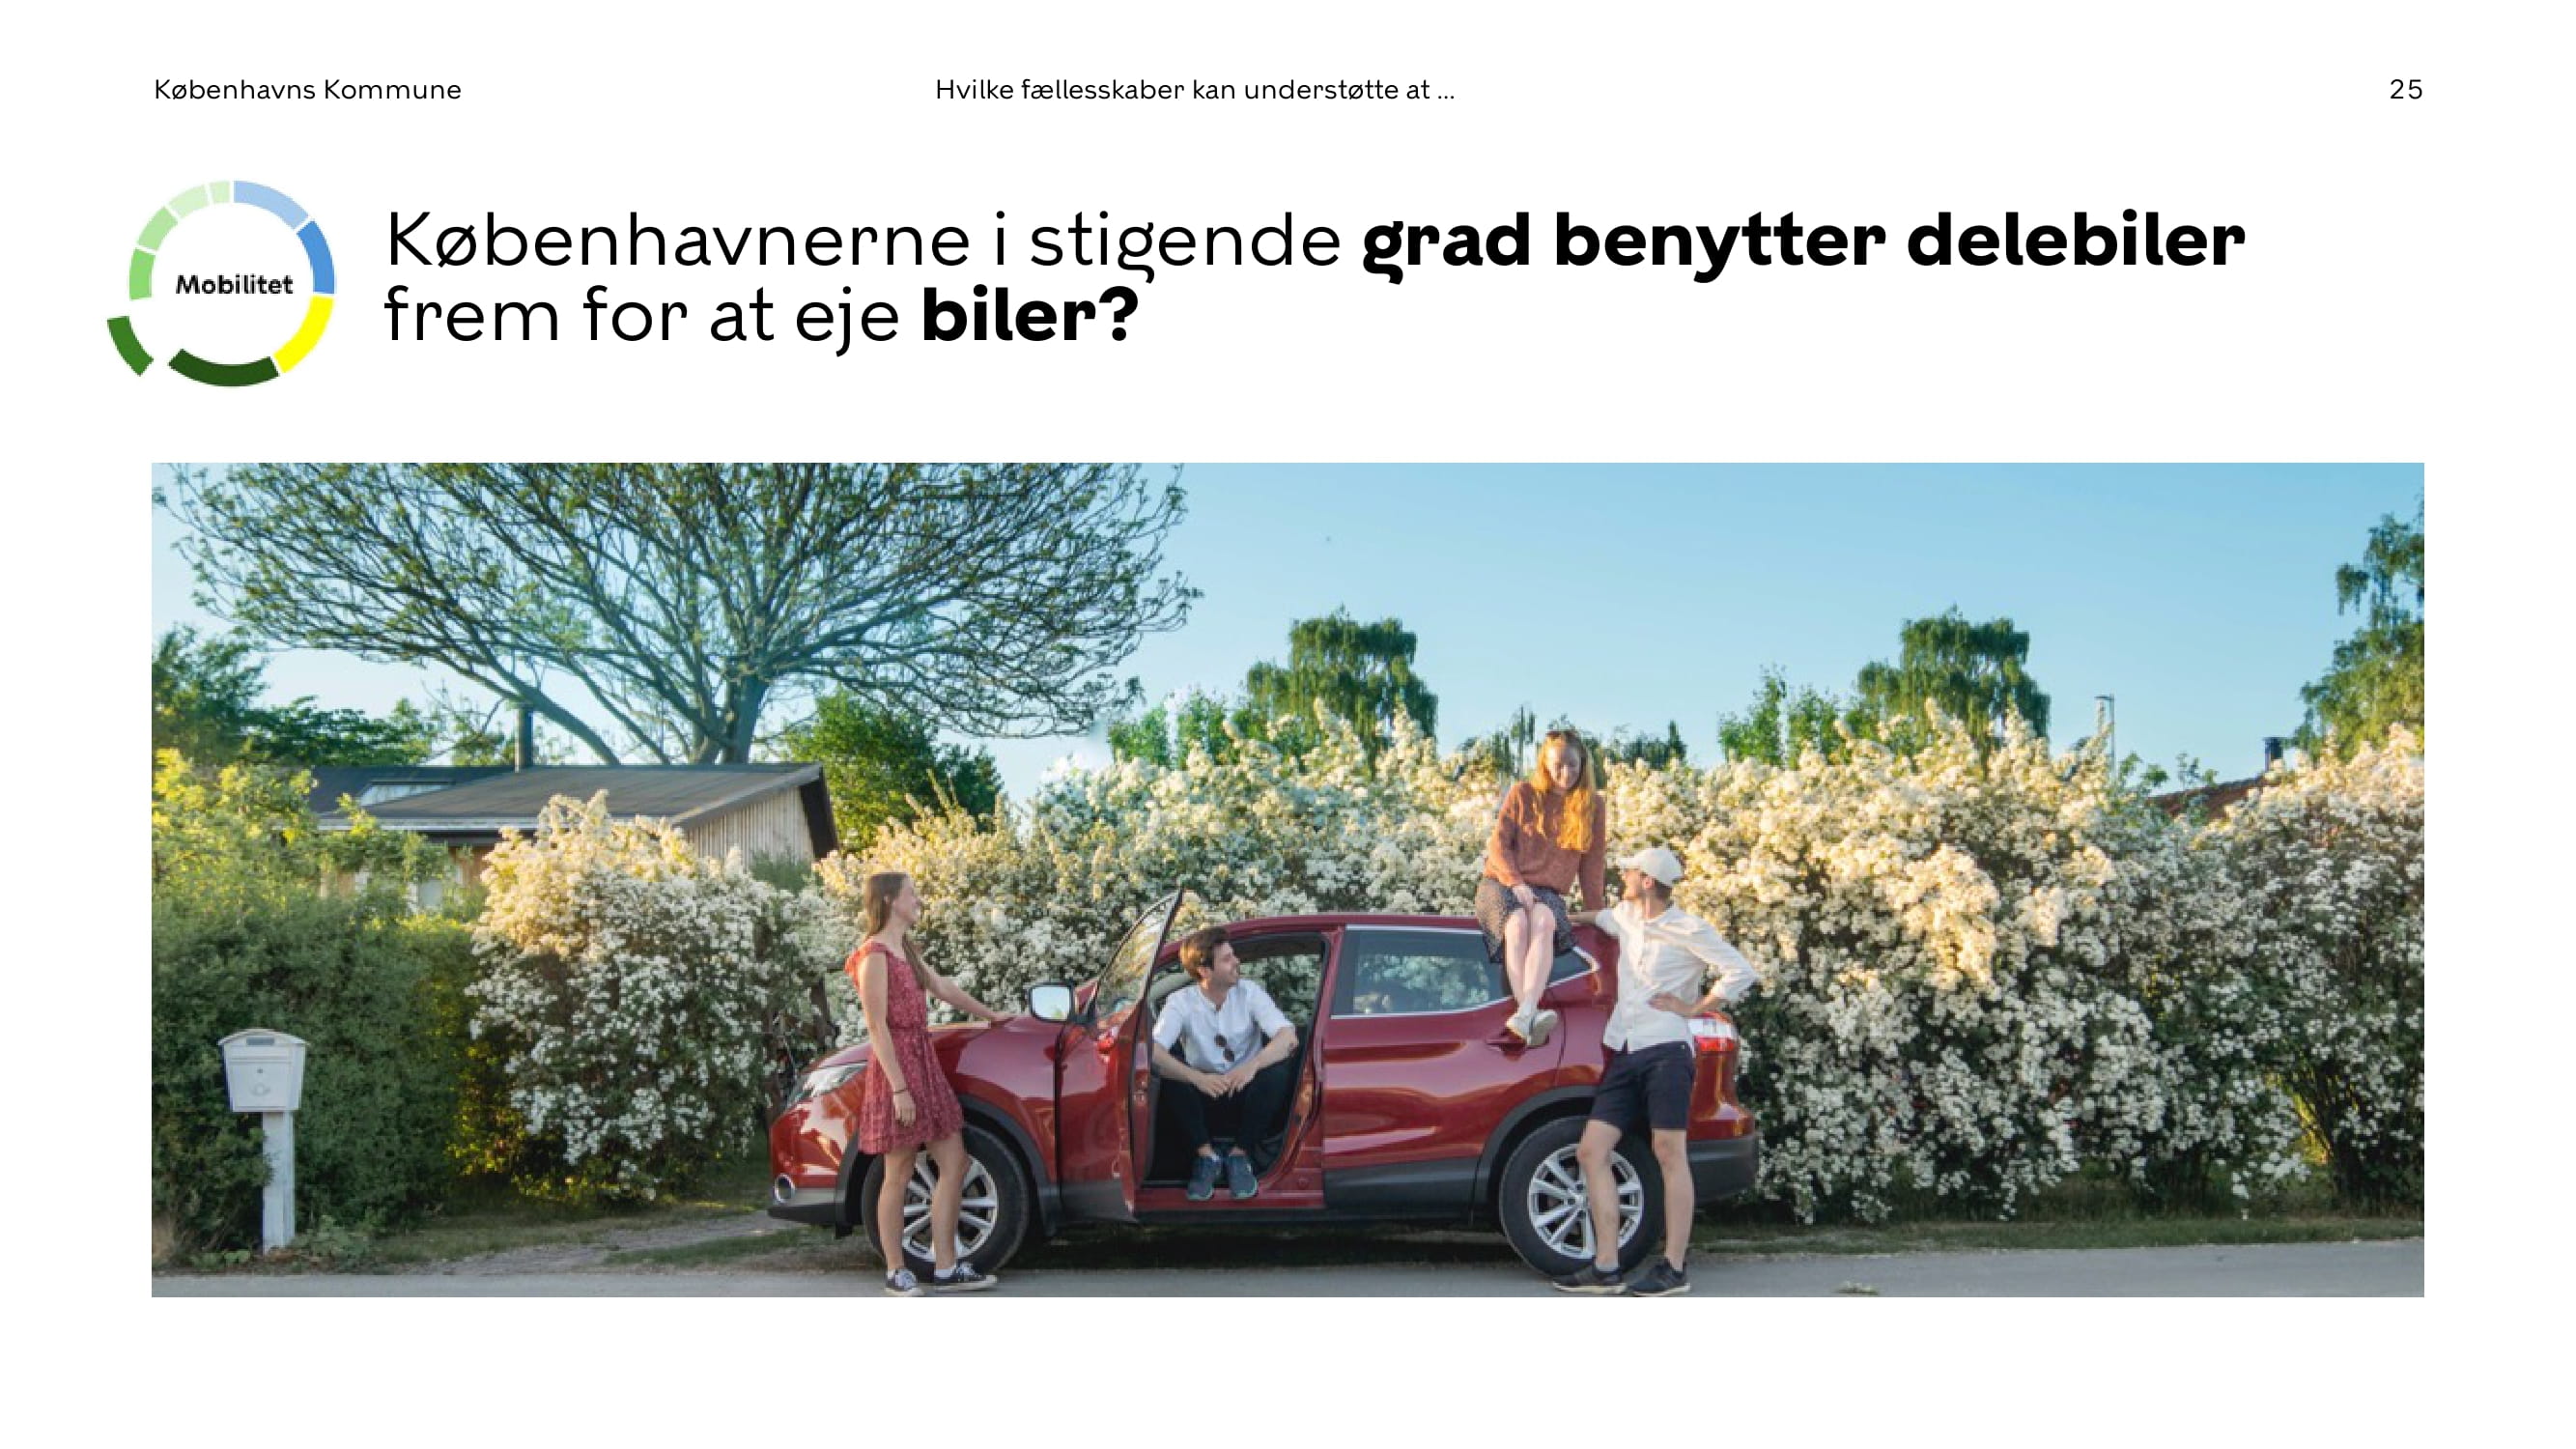 Københavns Kommune
Hvilke fællesskaber kan understøtte at ...
25
Mobilitet
Københavnerne i stigende grad benytter delebiler
frem for at eje biler?